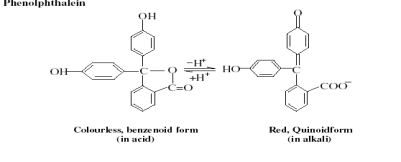 Phenolphthalein
OH
OH
C
O
C=O
−H⁺
+H⁺
O
HO
C
COO⁻
Colourless, benzenoid form
(in acid)
Red, Quinoidform
(in alkali)